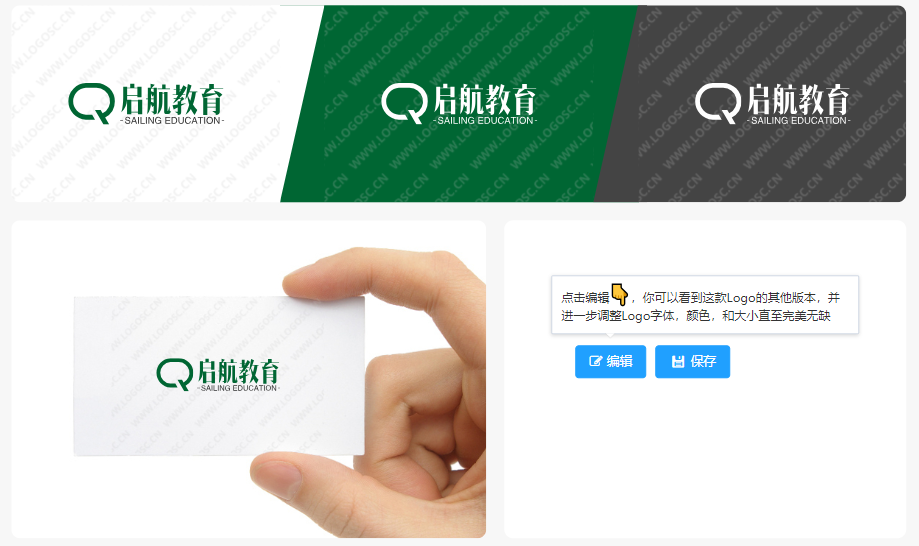 启航教育
-SAILING EDUCATION-
启航教育
-SAILING EDUCATION-
启航教育
-SAILING EDUCATION-
WWW.LOGOSC.CN
启航教育
-SAILING EDUCATION-
点击编辑👇，你可以看到这款Logo的其他版本，并
进一步调整Logo字体，颜色，和大小直至完美无缺
编辑
保存